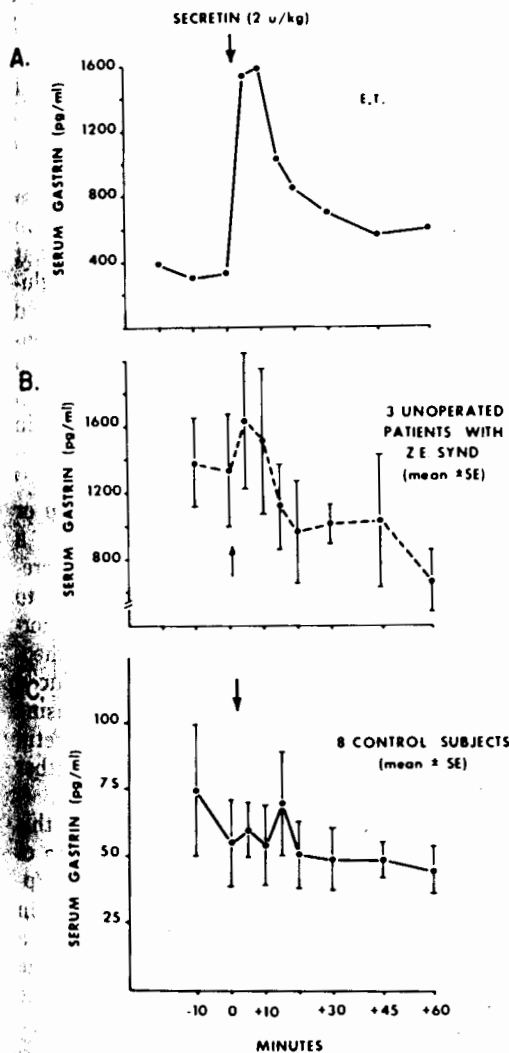 SECRETIN (2 u/kg)
A.
SERUM GASTRIN (pg/ml)
1600
1200
800
400
E.T.
B.
SERUM GASTRIN (pg/ml)
1600
1200
800
3 UNOPERATED
PATIENTS WITH
Z E SYND
(mean ±SE)
C.
SERUM GASTRIN (pg/ml)
100
75
50
25
8 CONTROL SUBJECTS
(mean ± SE)
-10 0 +10 +30 +45 +60
MINUTES